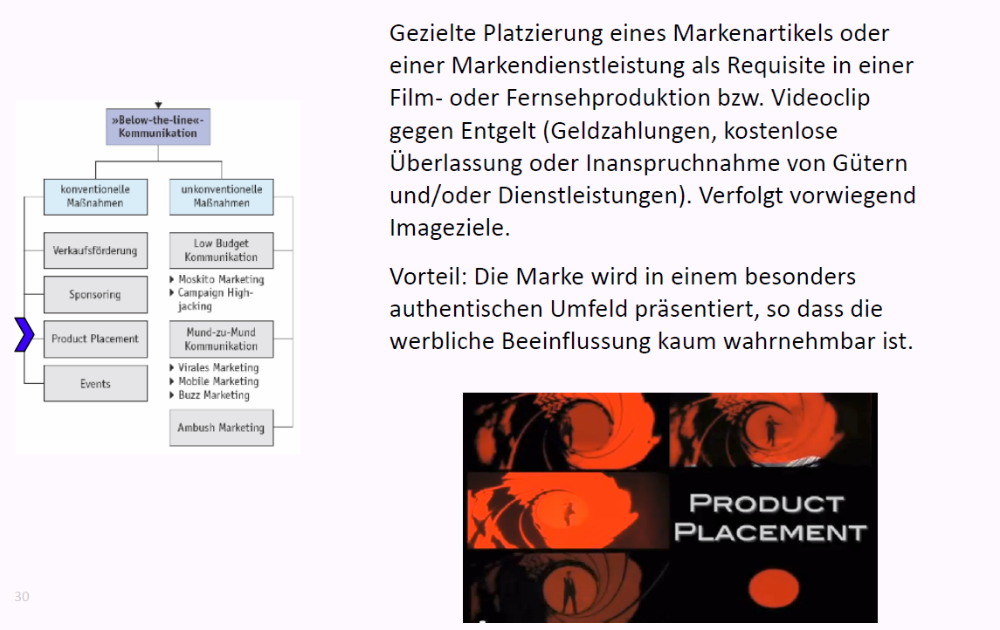 Gezielte Platzierung eines Markenartikels oder
einer Markendienstleistung als Requisite in einer
Film- oder Fernsehproduktion bzw. Videoclip
gegen Entgelt (Geldzahlungen, kostenlose
Überlassung oder Inanspruchnahme von Gütern
und/oder Dienstleistungen). Verfolgt vorwiegend
Imageziele.
Vorteil: Die Marke wird in einem besonders
authentischen Umfeld präsentiert, so dass die
werbliche Beeinflussung kaum wahrnehmbar ist.
»Below-the-line«-
Kommunikation
konventionelle
Maßnahmen
Verkaufsförderung
Sponsoring
Product Placement
Events
unkonventionelle
Maßnahmen
Low Budget
Kommunikation
Moskito Marketing
Campaign High-
jacking
Mund-zu-Mund
Kommunikation
Virales Marketing
Mobile Marketing
Buzz Marketing
Ambush Marketing
PRODUCT
PLACEMENT
30